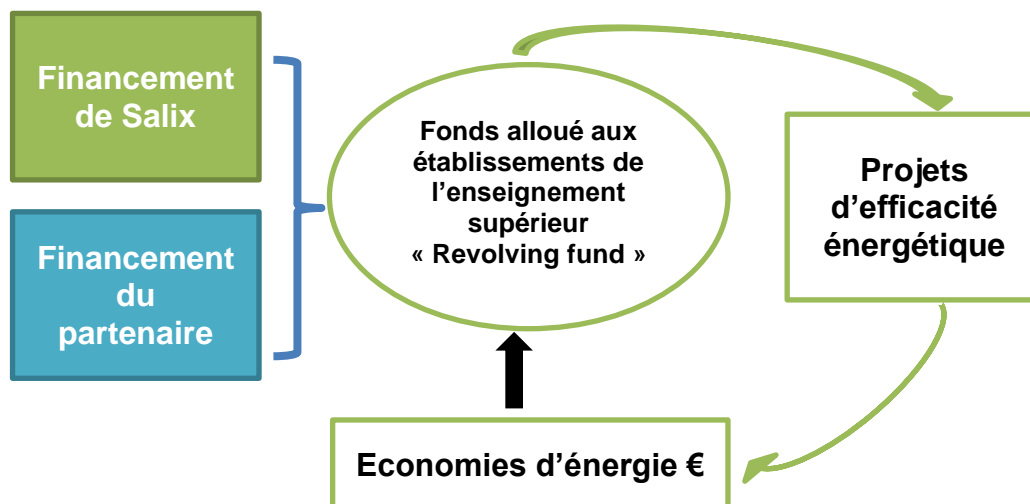 Financement
de Salix
Financement
du
partenaire
Fonds alloué aux
établissements de
l’enseignement
supérieur
« Revolving fund »
Projets
d’efficacité
énergétique
Economies d’énergie €